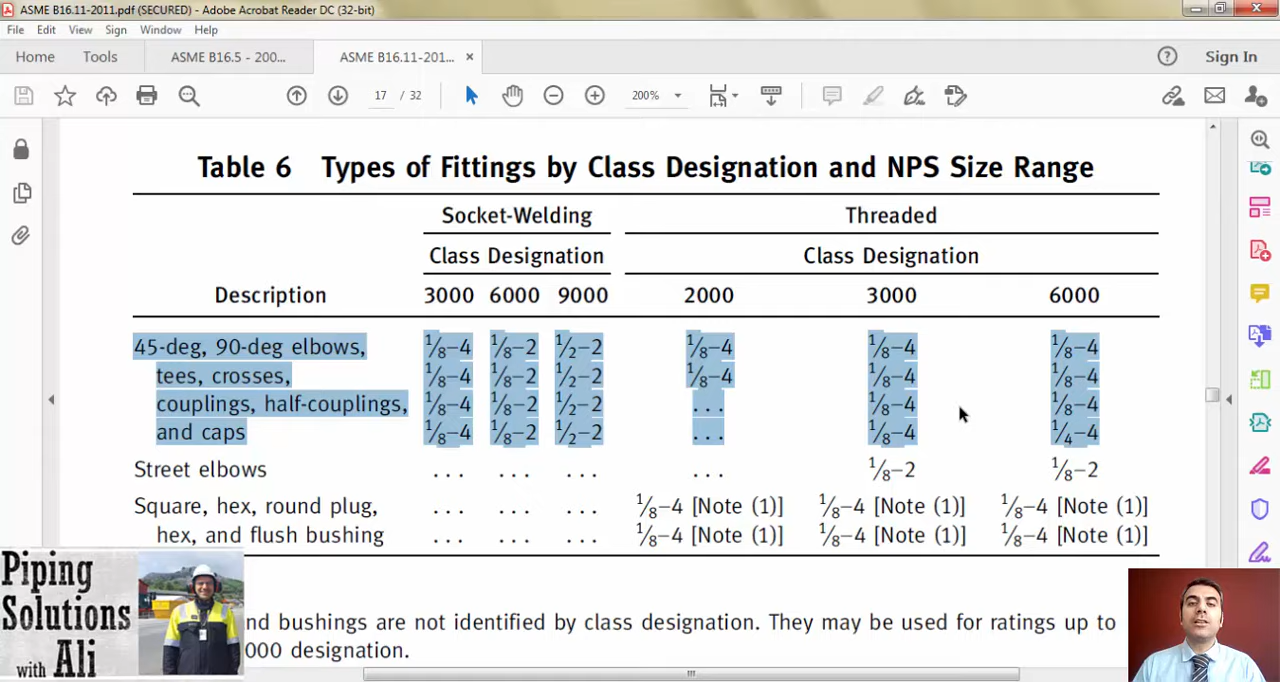 ASME B16.11-2011.pdf (SECURED) - Adobe Acrobat Reader DC (32-bit)
File Edit View Sign Window Help
Home Tools ASME B16.5 - 200... ASME B16.11-201... × Sign In
17 / 32 200%
Table 6 Types of Fittings by Class Designation and NPS Size Range
Socket-Welding Threaded
Class Designation Class Designation
Description 3000 6000 9000 2000 3000 6000
45-deg, 90-deg elbows, 1/8–4 1/8–2 1/2–2 1/8–4 1/8–4 1/8–4
tees, crosses, 1/8–4 1/8–2 1/2–2 1/8–4 1/8–4 1/8–4
couplings, half-couplings, 1/8–4 1/8–2 1/2–2 ... 1/8–4 1/8–4
and caps 1/8–4 1/8–2 1/2–2 ... 1/8–4 1/4–4
Street elbows ... ... ... ... 1/8–2 1/8–2
Square, hex, round plug, ... ... ... 1/8–4 [Note (1)] 1/8–4 [Note (1)] 1/8–4 [Note (1)]
hex, and flush bushing ... ... ... 1/8–4 [Note (1)] 1/8–4 [Note (1)] 1/8–4 [Note (1)]
nd bushings are not identified by class designation. They may be used for ratings up to
000 designation.
Piping
Solutions
with Ali